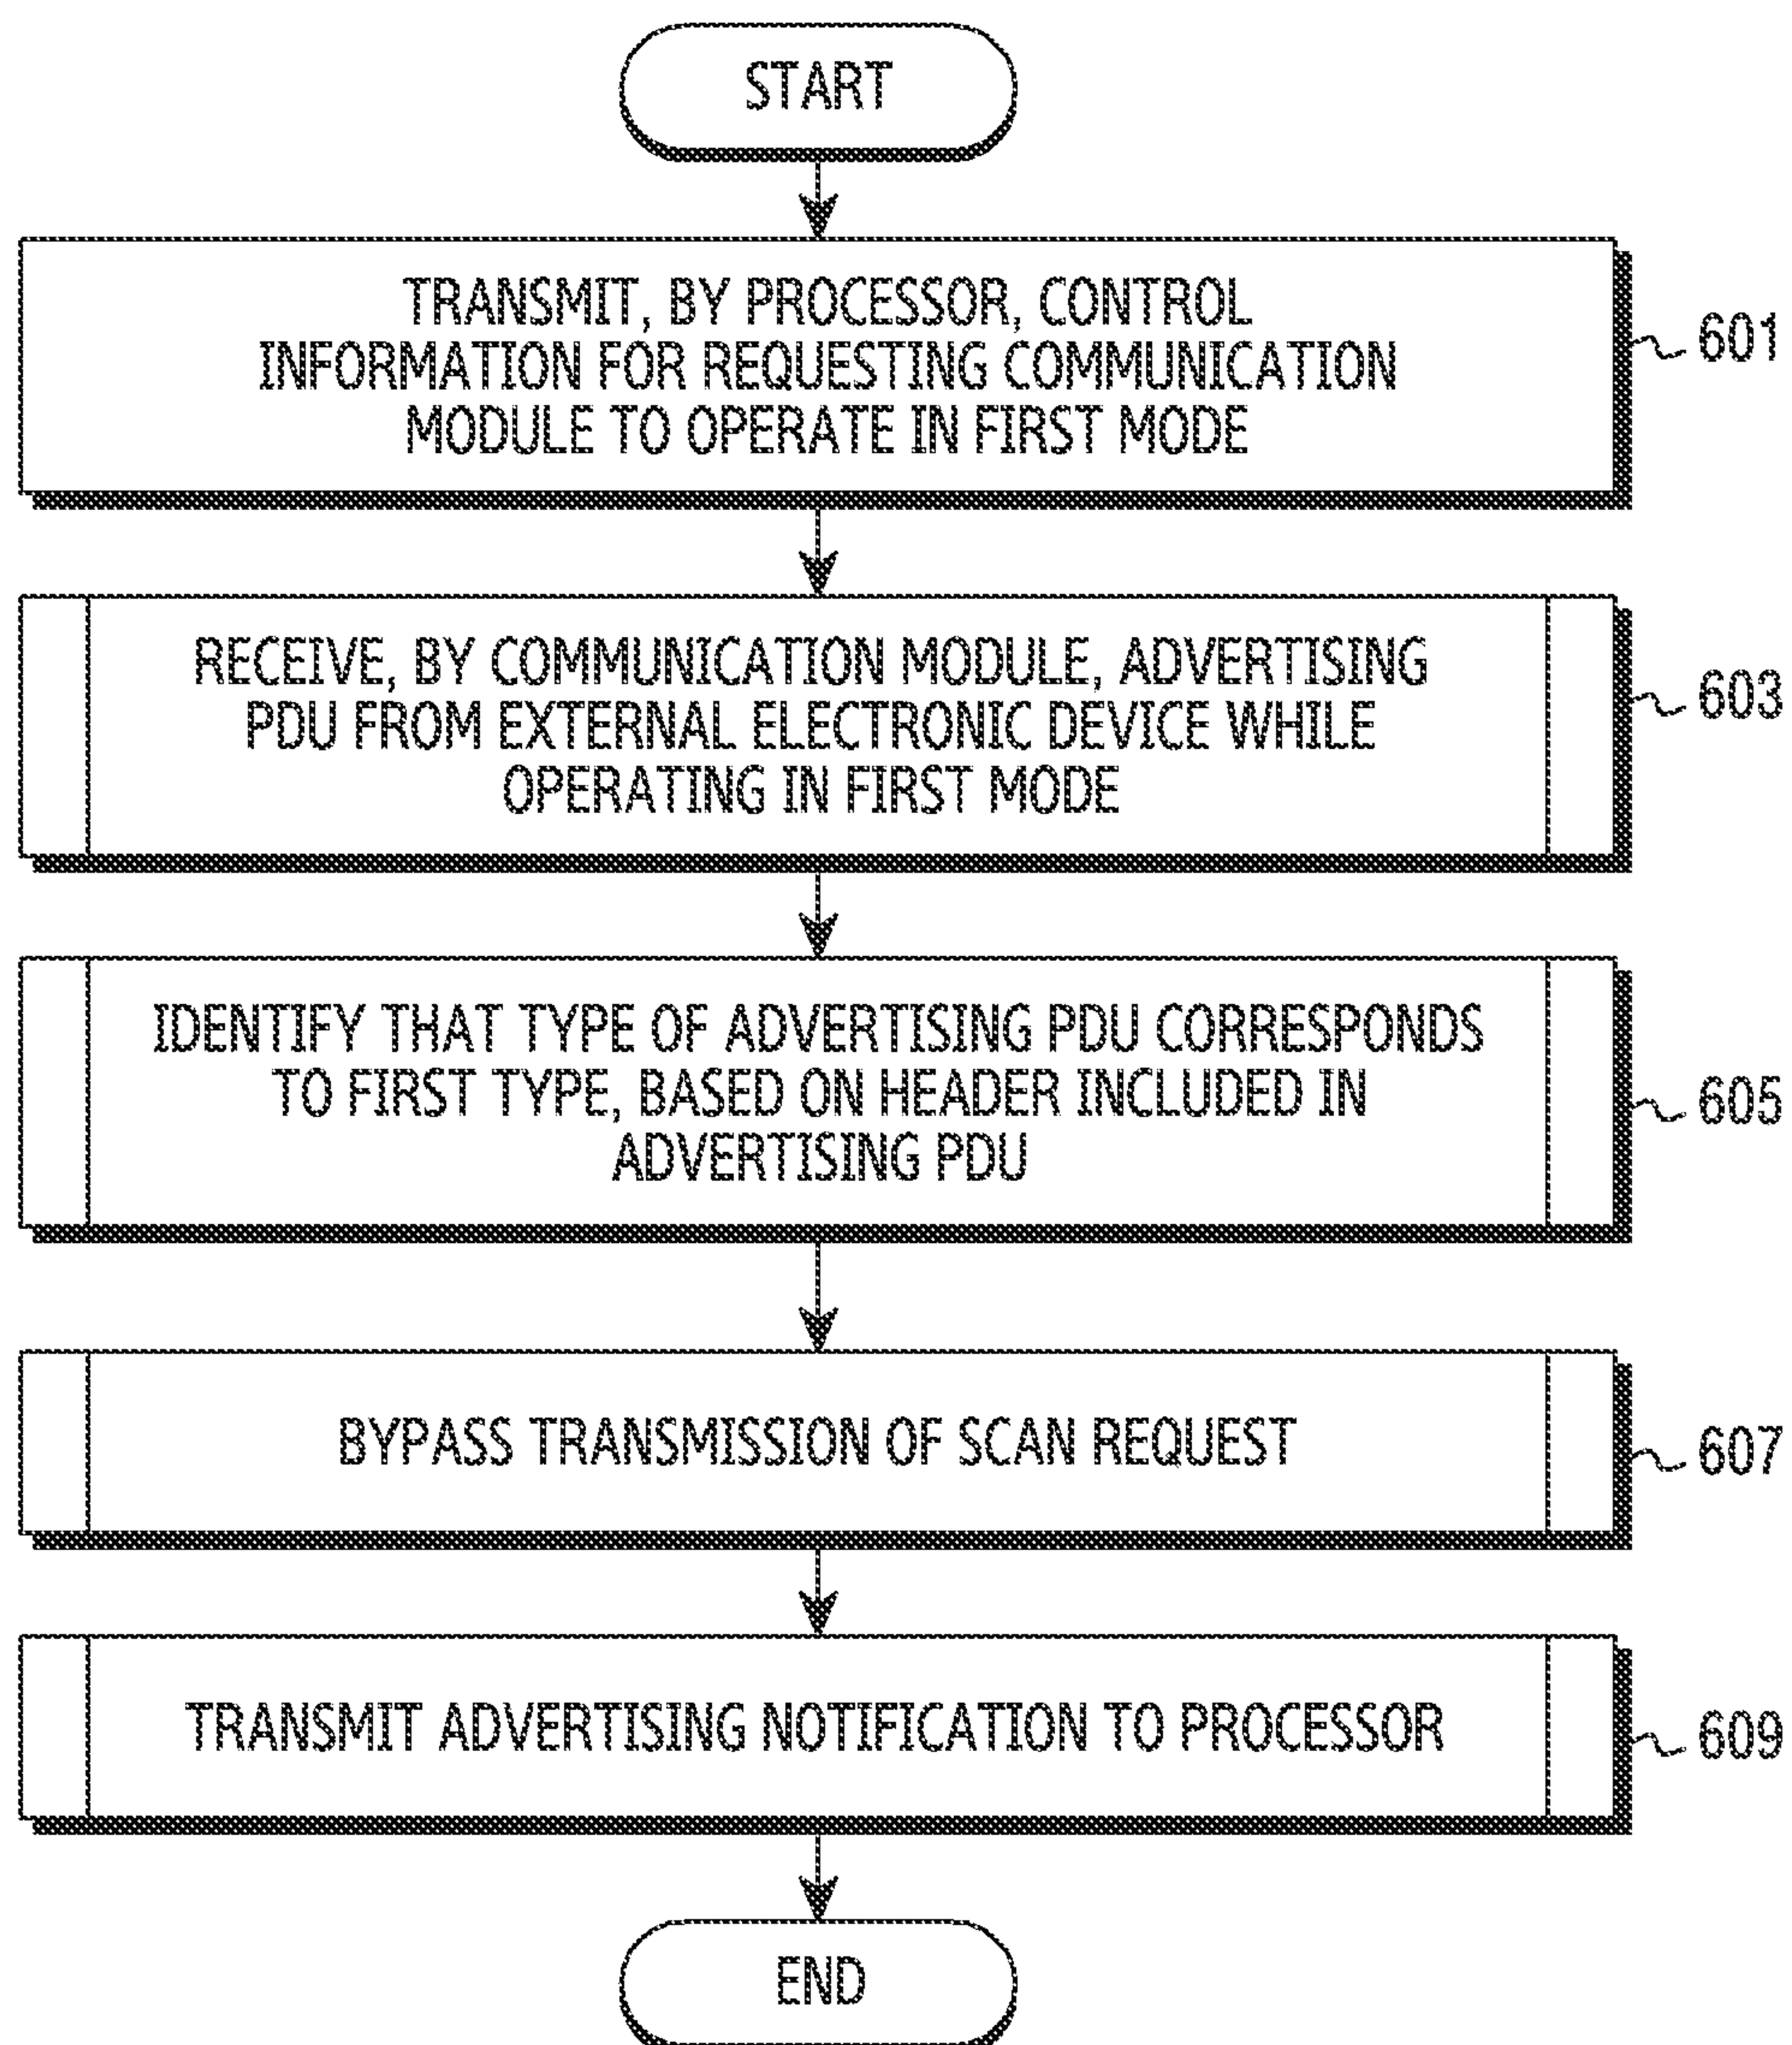 START
TRANSMIT, BY PROCESSOR, CONTROL
INFORMATION FOR REQUESTING COMMUNICATION
MODULE TO OPERATE IN FIRST MODE
601
RECEIVE, BY COMMUNICATION MODULE, ADVERTISING
PDU FROM EXTERNAL ELECTRONIC DEVICE WHILE
OPERATING IN FIRST MODE
603
IDENTIFY THAT TYPE OF ADVERTISING PDU CORRESPONDS
TO FIRST TYPE, BASED ON HEADER INCLUDED IN
ADVERTISING PDU
605
BYPASS TRANSMISSION OF SCAN REQUEST
607
TRANSMIT ADVERTISING NOTIFICATION TO PROCESSOR
609
END